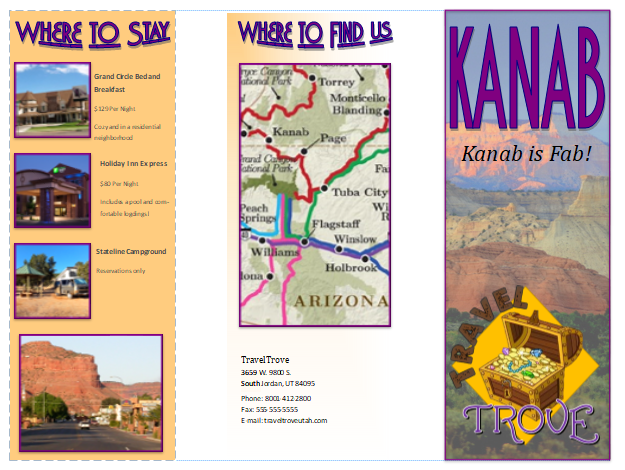 WHERE TO STAY
Grand Circle Bed and
Breakfast
$129 Per Night
Cozy and in a residential
neighborhood
Holiday Inn Express
$80 Per Night
Includes a pool and com-
fortable lodgings!
Stateline Campground
Reservations only
WHERE TO FIND US
Bryce Canyon
National Park
Torrey
Monticello
Blanding
Kanab
Page
Grand Canyon
National Park
Tuba City
Peach
Springs
Flagstaff
Winslow
Williams
Holbrook
ARIZONA
TravelTrove
3659 W. 9800 S.
South Jordan, UT 84095
Phone: 8001-412-2800
Fax: 555-555-5555
E-mail: traveltroveutah.com
KANAB
Kanab is Fab!
TRAVEL
TROVE